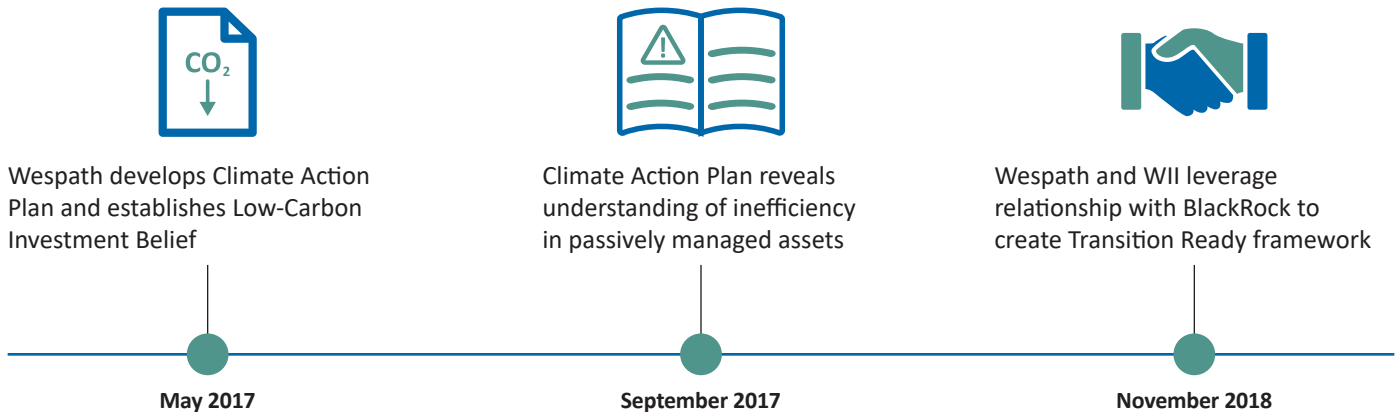 CO₂
Wespath develops Climate Action
Plan and establishes Low-Carbon
Investment Belief
May 2017
Climate Action Plan reveals
understanding of inefficiency
in passively managed assets
September 2017
Wespath and WII leverage
relationship with BlackRock to
create Transition Ready framework
November 2018